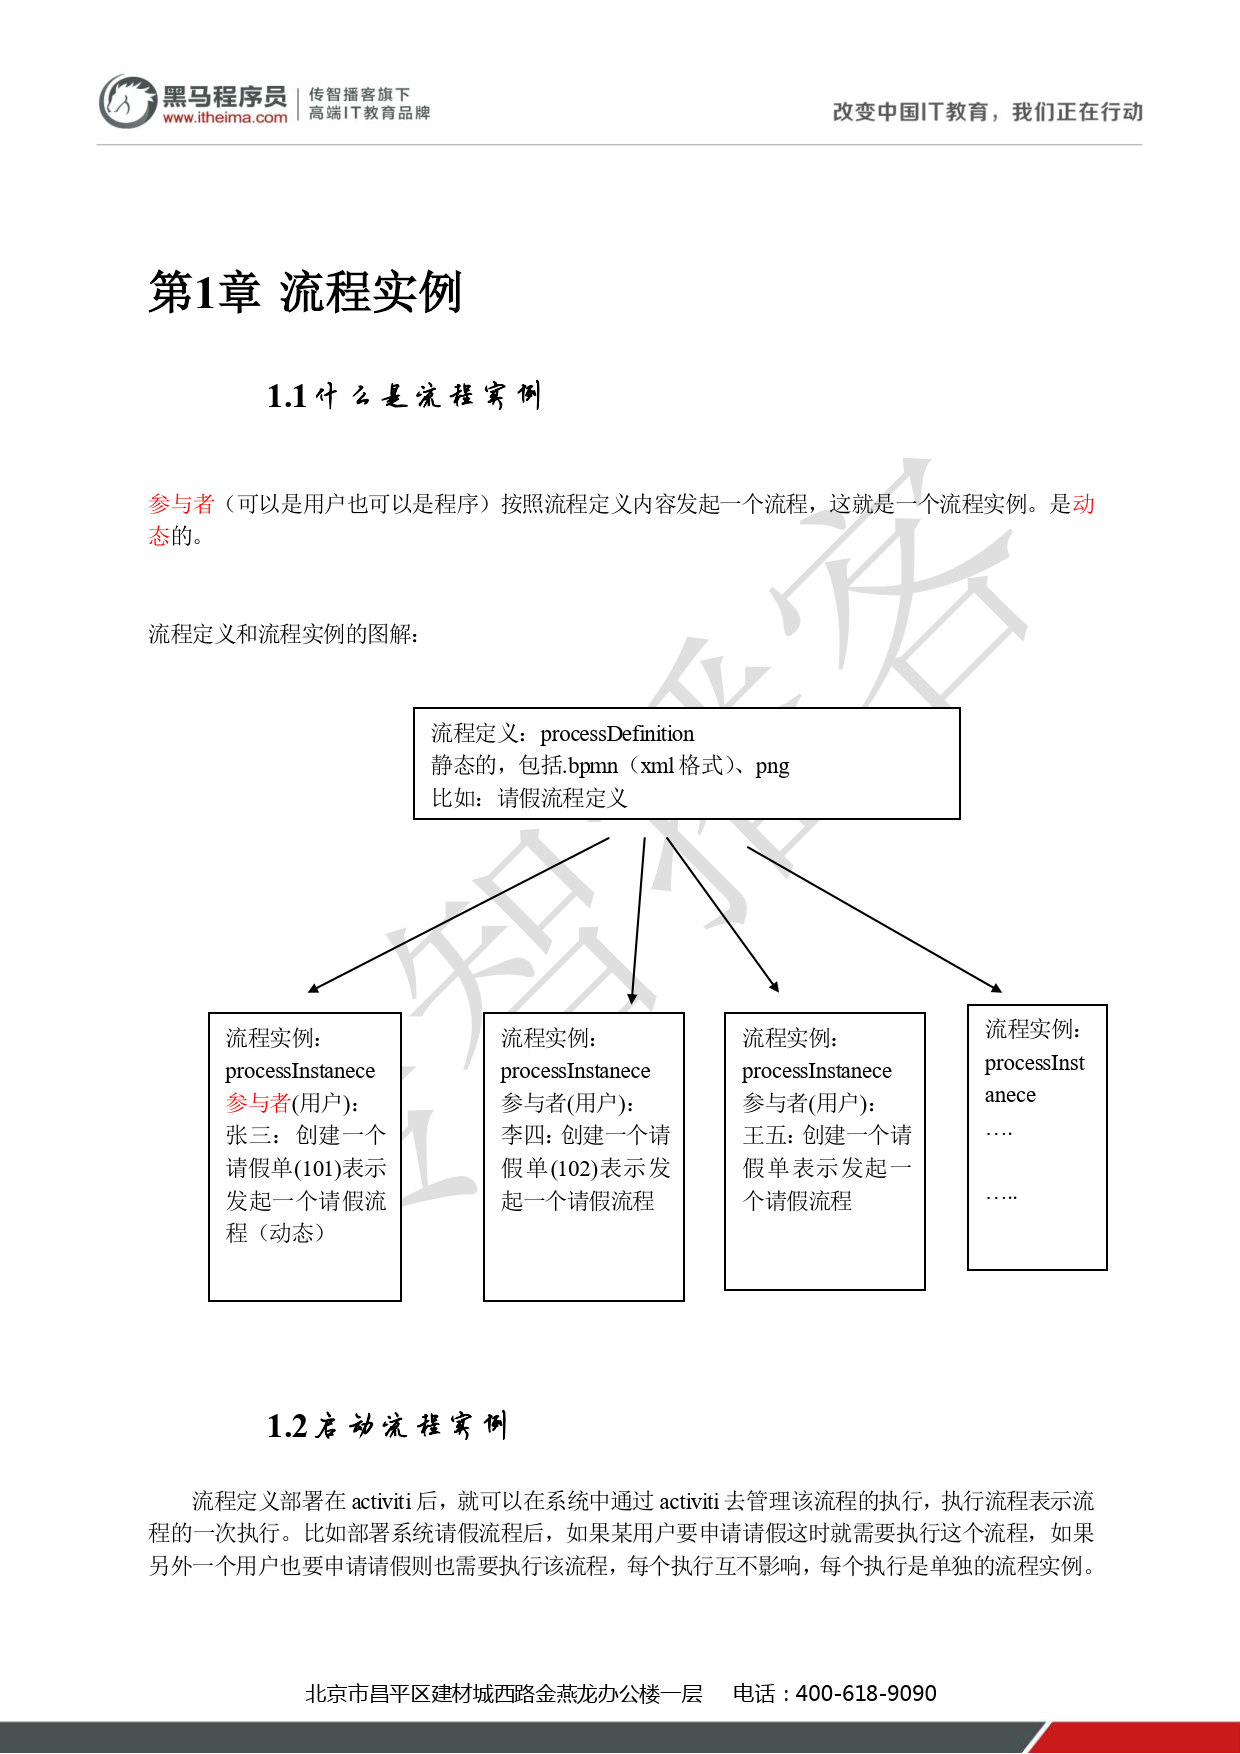 黑马程序员
www.itheima.com
传智播客旗下
高端IT教育品牌
改变中国IT教育，我们正在行动
第1章 流程实例
1.1什么是流程实例
参与者（可以是用户也可以是程序）按照流程定义内容发起一个流程，这就是一个流程实例。是动
态的。
流程定义和流程实例的图解：
流程定义：processDefinition
静态的，包括.bpmn（xml 格式）、png
比如：请假流程定义
流程实例：
processInstanece
参与者(用户)：
张三：创建一个
请假单(101)表示
发起一个请假流
程（动态）
流程实例：
processInstanece
参与者(用户)：
李四：创建一个请
假单(102)表示发
起一个请假流程
流程实例：
processInstanece
参与者(用户)：
王五：创建一个请
假单表示发起一
个请假流程
流程实例：
processInst
anece
….
…..
1.2启动流程实例
流程定义部署在 activiti 后，就可以在系统中通过 activiti 去管理该流程的执行，执行流程表示流
程的一次执行。比如部署系统请假流程后，如果某用户要申请请假这时就需要执行这个流程，如果
另外一个用户也要申请请假则也需要执行该流程，每个执行互不影响，每个执行是单独的流程实例。
北京市昌平区建材城西路金燕龙办公楼一层 电话：400-618-9090
智播客